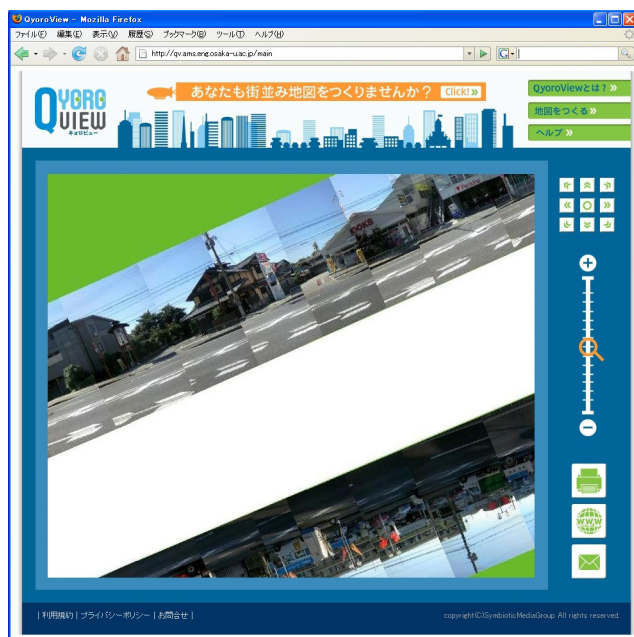 QyoroView - Mozilla Firefox
ファイル(F) 編集(E) 表示(V) 履歴(S) ブックマーク(B) ツール(T) ヘルプ(H)
http://qv.ams.eng.osaka-u.ac.jp/main
G
QYORO
VIEW
キョロビュー
あなたも街並み地図をつくりませんか? Click! »
QyoroViewとは? »
地図をつくる »
ヘルプ »
WWW
| 利用規約 | プライバシーポリシー | お問合せ |
copyright(C)SymbioticMediaGroup All rights reserved.